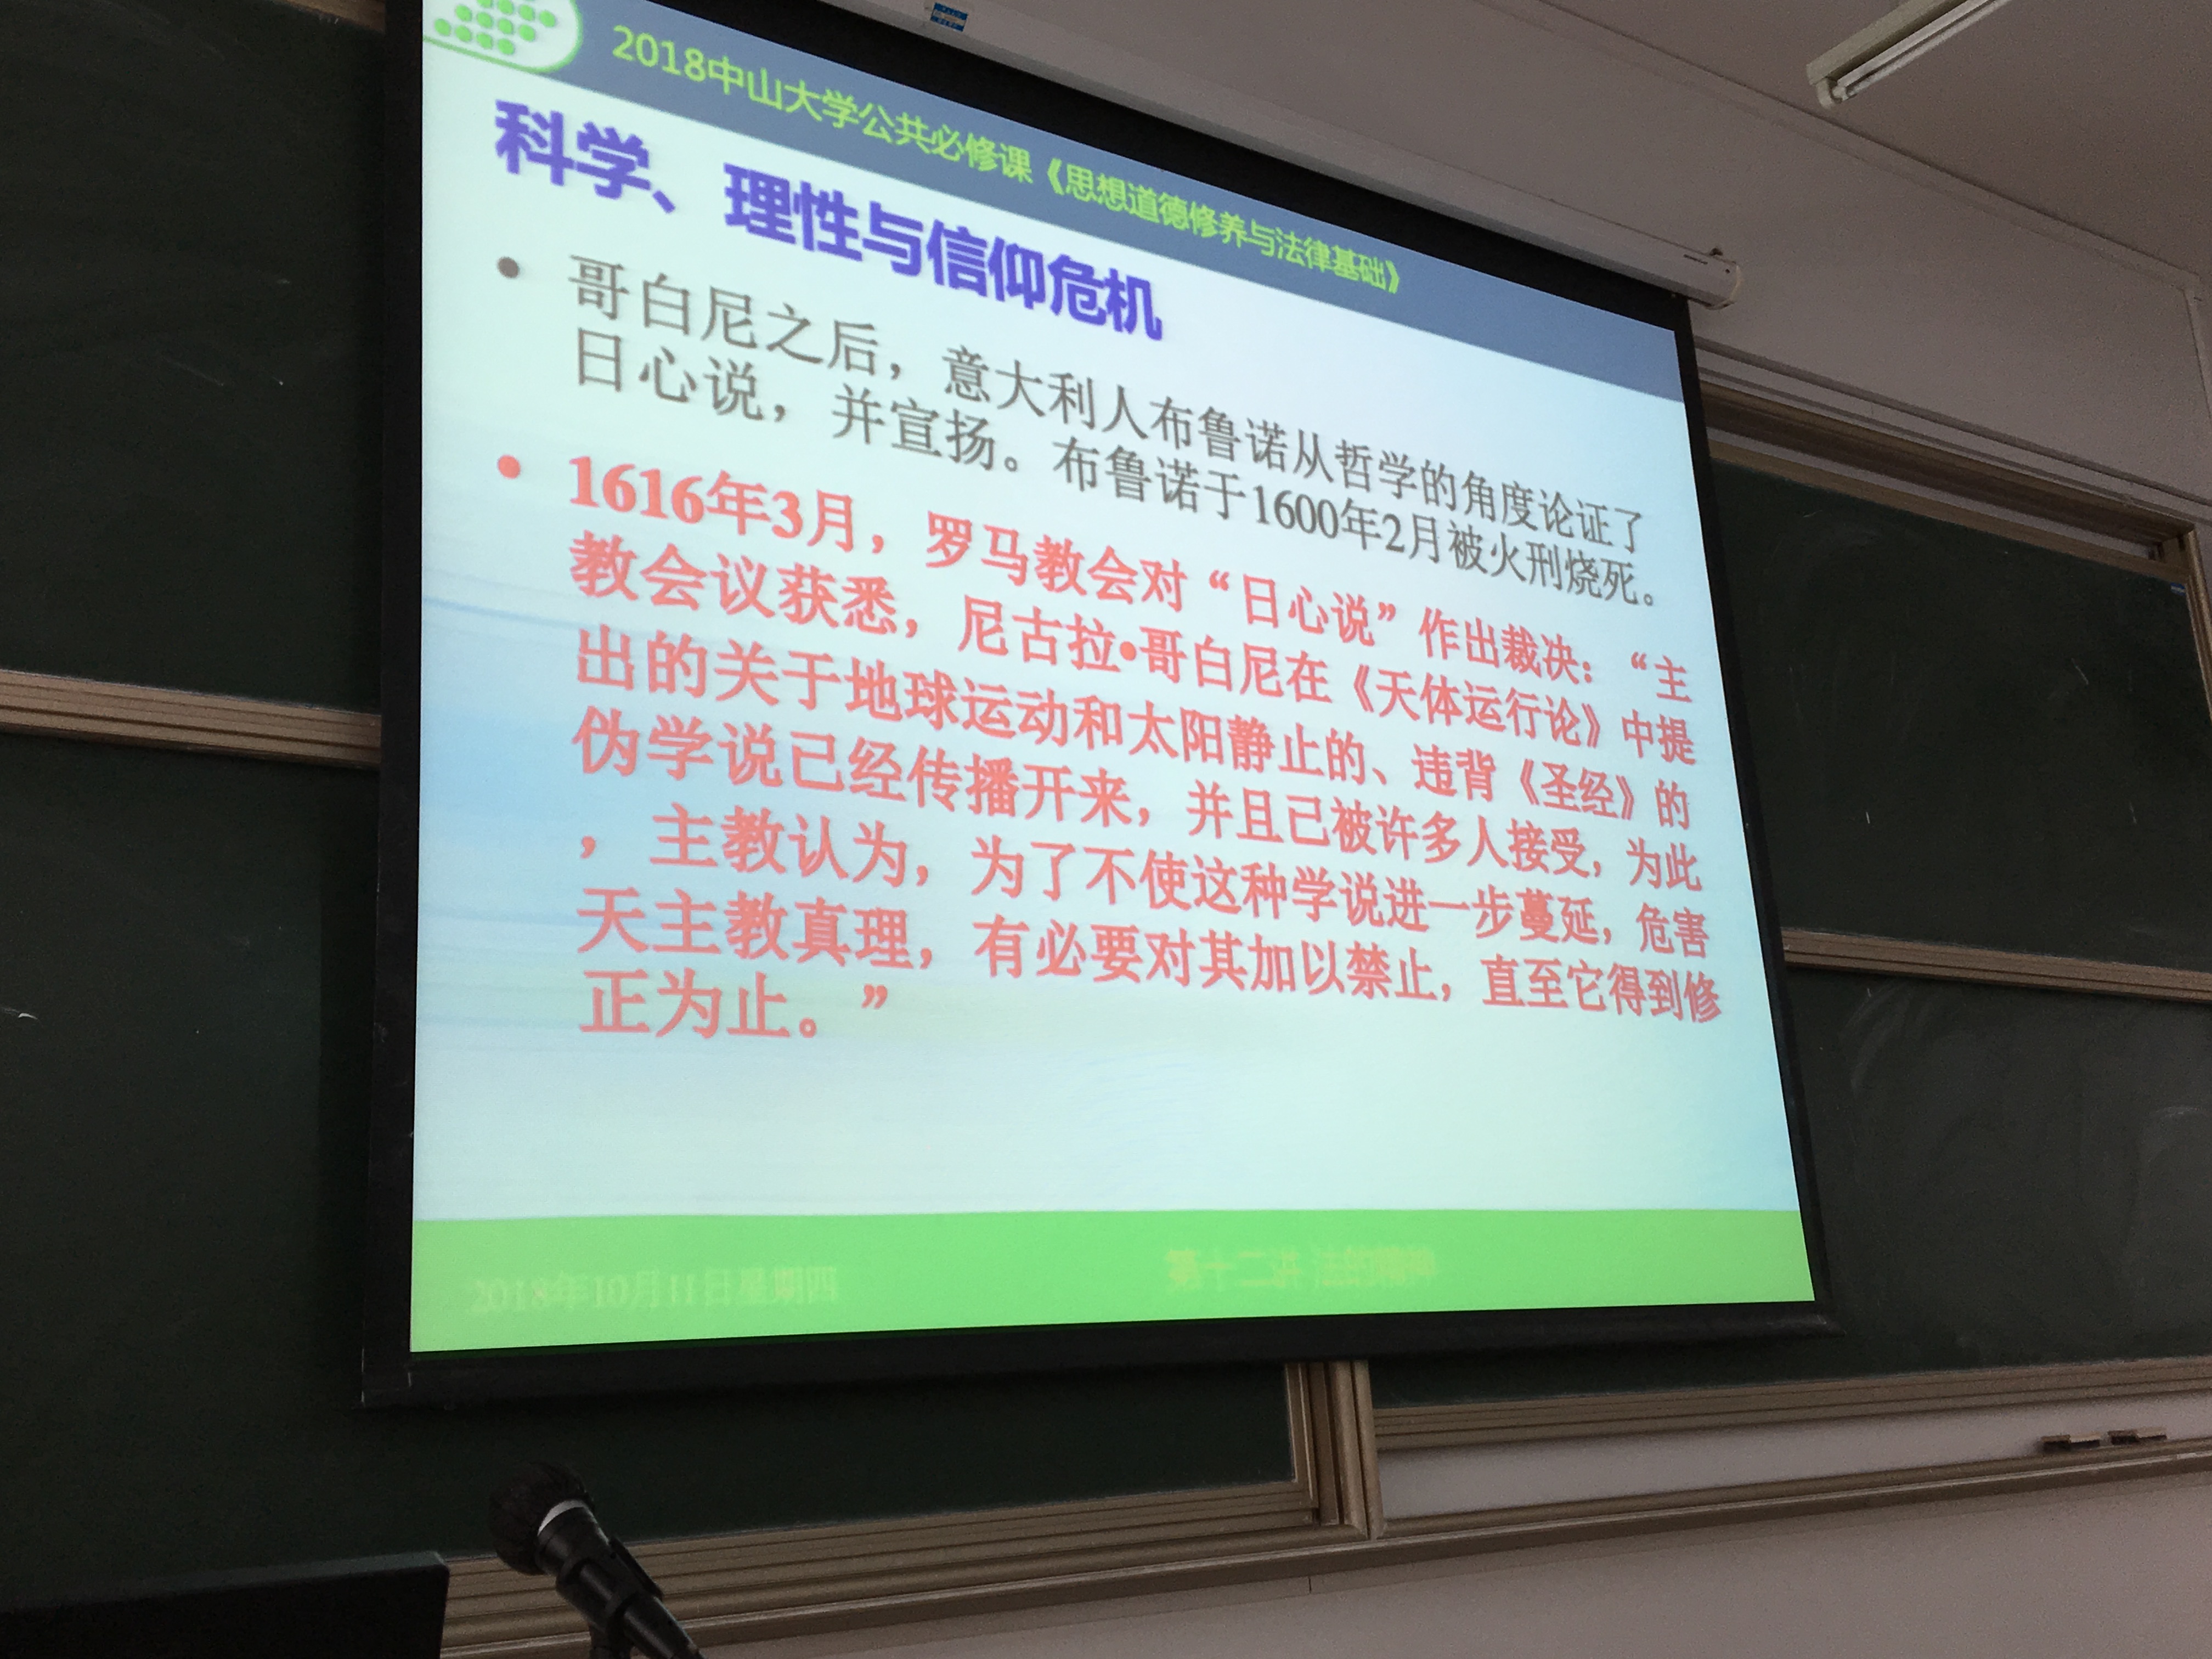 2018中山大学公共必修课《思想道德修养与法律基础》
科学、理性与信仰危机
• 哥白尼之后，意大利人布鲁诺从哲学的角度论证了
日心说，并宣扬。布鲁诺于1600年2月被火刑烧死。
• 1616年3月，罗马教会对“日心说”作出裁决：“主
教会议获悉，尼古拉•哥白尼在《天体运行论》中提
出的关于地球运动和太阳静止的、违背《圣经》的
伪学说已经传播开来，并且已被许多人接受，为此
，主教认为，为了不使这种学说进一步蔓延，危害
天主教真理，有必要对其加以禁止，直至它得到修
正为止。”
2018年10月11日星期四